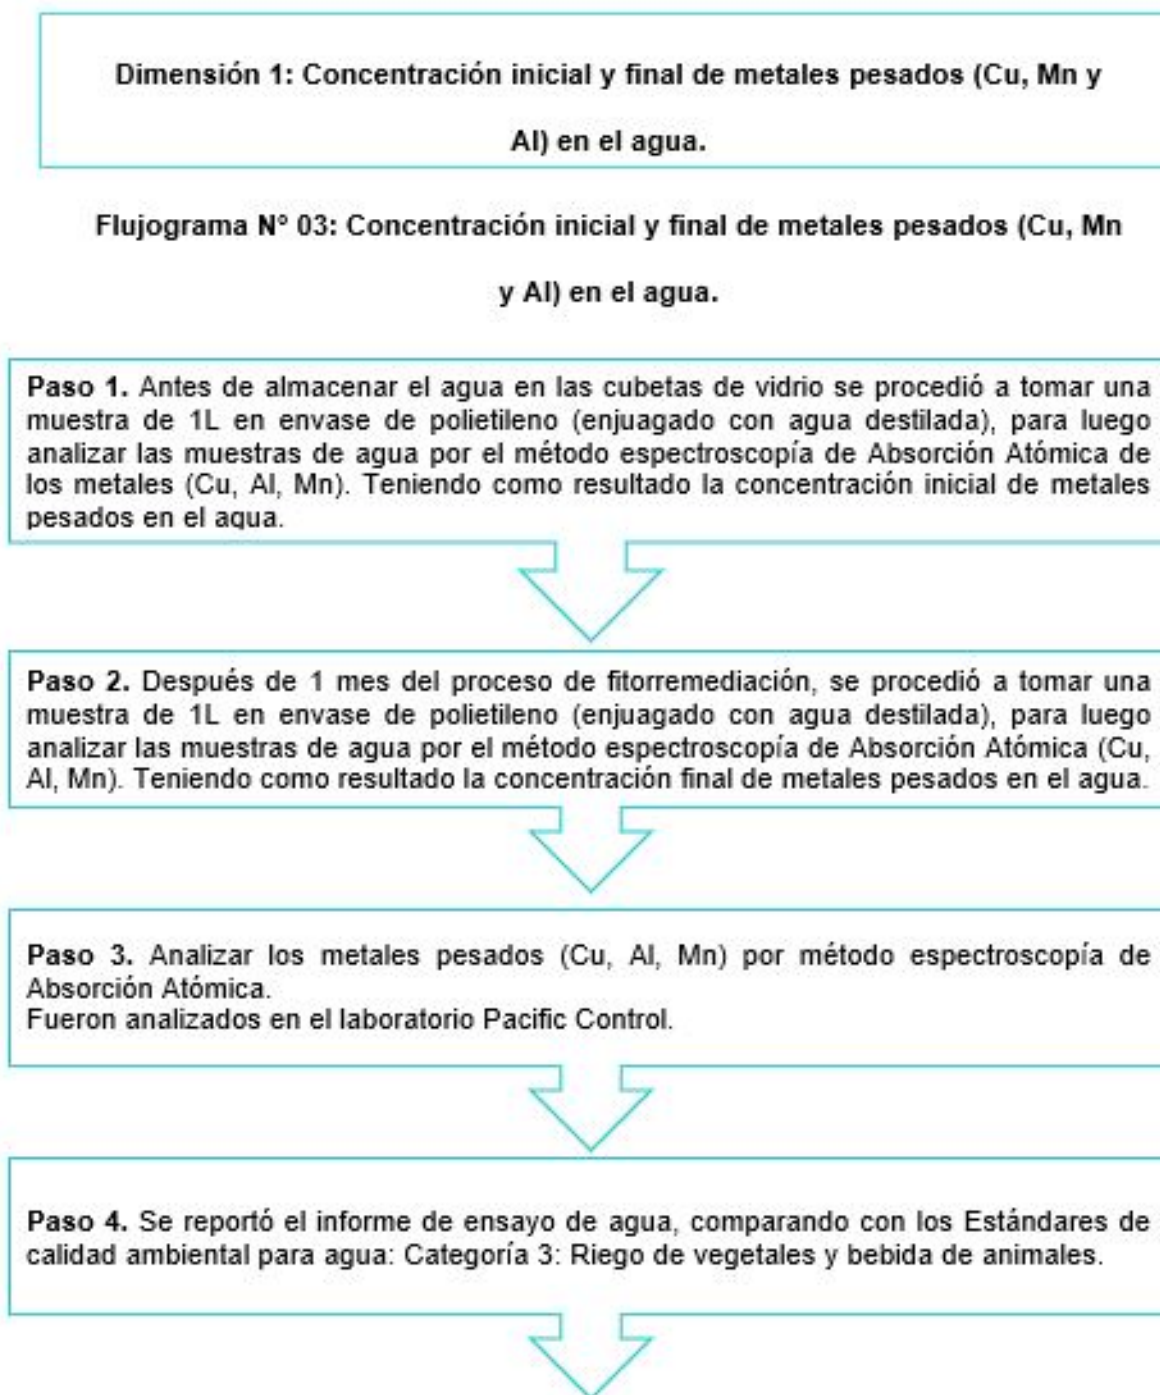 Dimensión 1: Concentración inicial y final de metales pesados (Cu, Mn y
Al) en el agua.
Flujograma N° 03: Concentración inicial y final de metales pesados (Cu, Mn
y Al) en el agua.
Paso 1. Antes de almacenar el agua en las cubetas de vidrio se procedió a tomar una
muestra de 1L en envase de polietileno (enjuagado con agua destilada), para luego
analizar las muestras de agua por el método espectroscopía de Absorción Atómica de
los metales (Cu, Al, Mn). Teniendo como resultado la concentración inicial de metales
pesados en el agua.
Paso 2. Después de 1 mes del proceso de fitorremediación, se procedió a tomar una
muestra de 1L en envase de polietileno (enjuagado con agua destilada), para luego
analizar las muestras de agua por el método espectroscopía de Absorción Atómica (Cu,
Al, Mn). Teniendo como resultado la concentración final de metales pesados en el agua.
Paso 3. Analizar los metales pesados (Cu, Al, Mn) por método espectroscopía de
Absorción Atómica.
Fueron analizados en el laboratorio Pacific Control.
Paso 4. Se reportó el informe de ensayo de agua, comparando con los Estándares de
calidad ambiental para agua: Categoría 3: Riego de vegetales y bebida de animales.